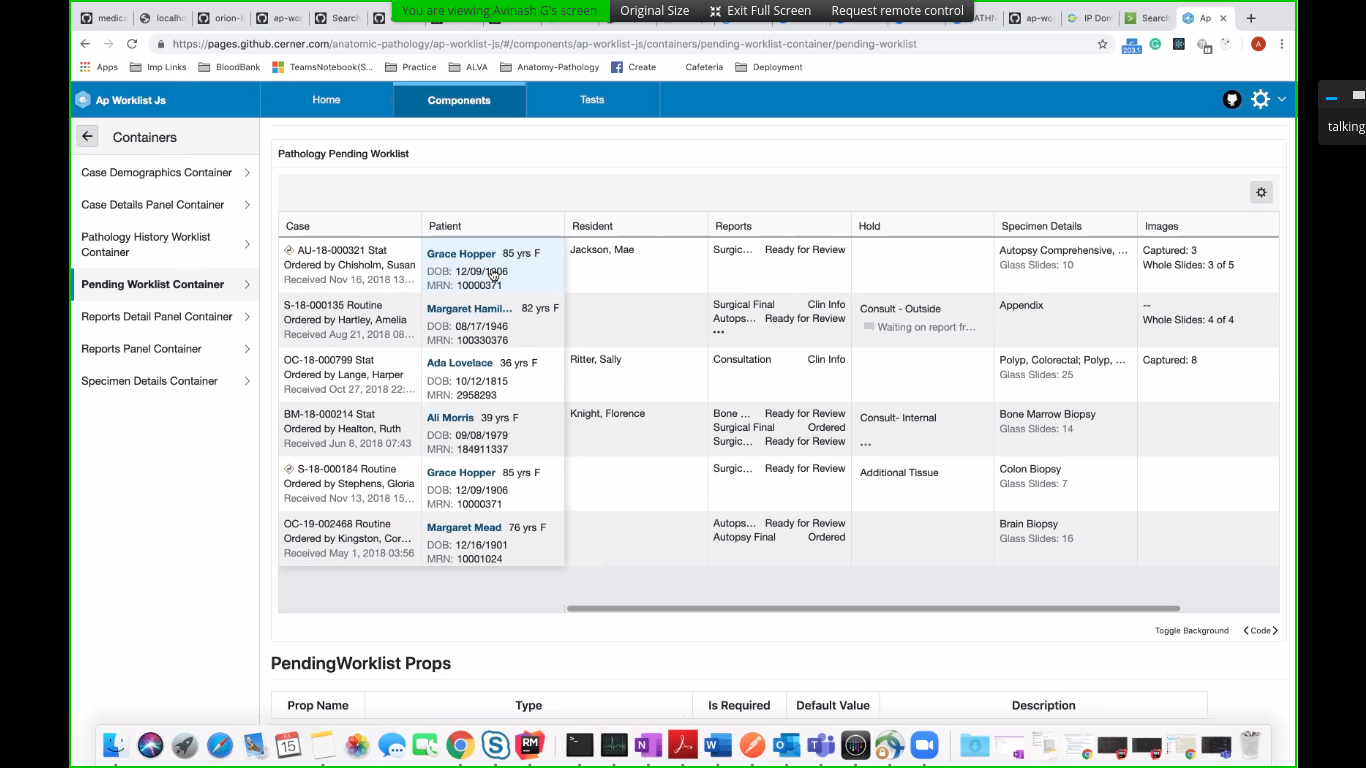 You are viewing Avinash G's screen
Original Size
Exit Full Screen
Request remote control
medica
localho
orion-b
ap-wor
Search
ATHN
ap-wo
IP Dom
Search
Ap
https://pages.github.cerner.com/anatomic-pathology/ap-worklist-js/#/components/ap-worklist-js/containers/pending-worklist-container/pending-worklist
Apps
Imp Links
BloodBank
TeamsNotebook(S...
Practice
ALVA
Anatomy-Pathology
Create
Cafeteria
Deployment
talking
Ap Worklist Js
Home
Components
Tests
Containers
Case Demographics Container
Case Details Panel Container
Pathology History Worklist
Container
Pending Worklist Container
Reports Detail Panel Container
Reports Panel Container
Specimen Details Container
Pathology Pending Worklist
Case Patient Resident Reports Hold Specimen Details Images
AU-18-000321 Stat
Ordered by Chisholm, Susan
Received Nov 16, 2018 13...
Grace Hopper 85 yrs F
DOB: 12/09/1906
MRN: 10000371
Jackson, Mae
Surgic... Ready for Review
Autopsy Comprehensive, ...
Glass Slides: 10
Captured: 3
Whole Slides: 3 of 5
S-18-000135 Routine
Ordered by Hartley, Amelia
Received Aug 21, 2018 08...
Margaret Hamil... 82 yrs F
DOB: 08/17/1946
MRN: 100330376
Surgical Final Clin Info
Autops... Ready for Review
•••
Consult - Outside
Waiting on report fr...
Appendix
--
Whole Slides: 4 of 4
OC-18-000799 Stat
Ordered by Lange, Harper
Received Oct 27, 2018 22:...
Ada Lovelace 36 yrs F
DOB: 10/12/1815
MRN: 2958293
Ritter, Sally
Consultation Clin Info
Polyp, Colorectal; Polyp, ...
Glass Slides: 25
Captured: 8
BM-18-000214 Stat
Ordered by Healton, Ruth
Received Jun 8, 2018 07:43
Ali Morris 39 yrs F
DOB: 09/08/1979
MRN: 184911337
Knight, Florence
Bone ... Ready for Review
Surgical Final Ordered
Surgic... Ready for Review
Consult- Internal
•••
Bone Marrow Biopsy
Glass Slides: 14
S-18-000184 Routine
Ordered by Stephens, Gloria
Received Nov 13, 2018 15...
Grace Hopper 85 yrs F
DOB: 12/09/1906
MRN: 10000371
Surgic... Ready for Review
Additional Tissue
Colon Biopsy
Glass Slides: 7
OC-19-002468 Routine
Ordered by Kingston, Cor...
Received May 1, 2018 03:56
Margaret Mead 76 yrs F
DOB: 12/16/1901
MRN: 10001024
Autops... Ready for Review
Autopsy Final Ordered
Brain Biopsy
Glass Slides: 16
Toggle Background
Code
PendingWorklist Props
Prop Name Type Is Required Default Value Description
15
RM